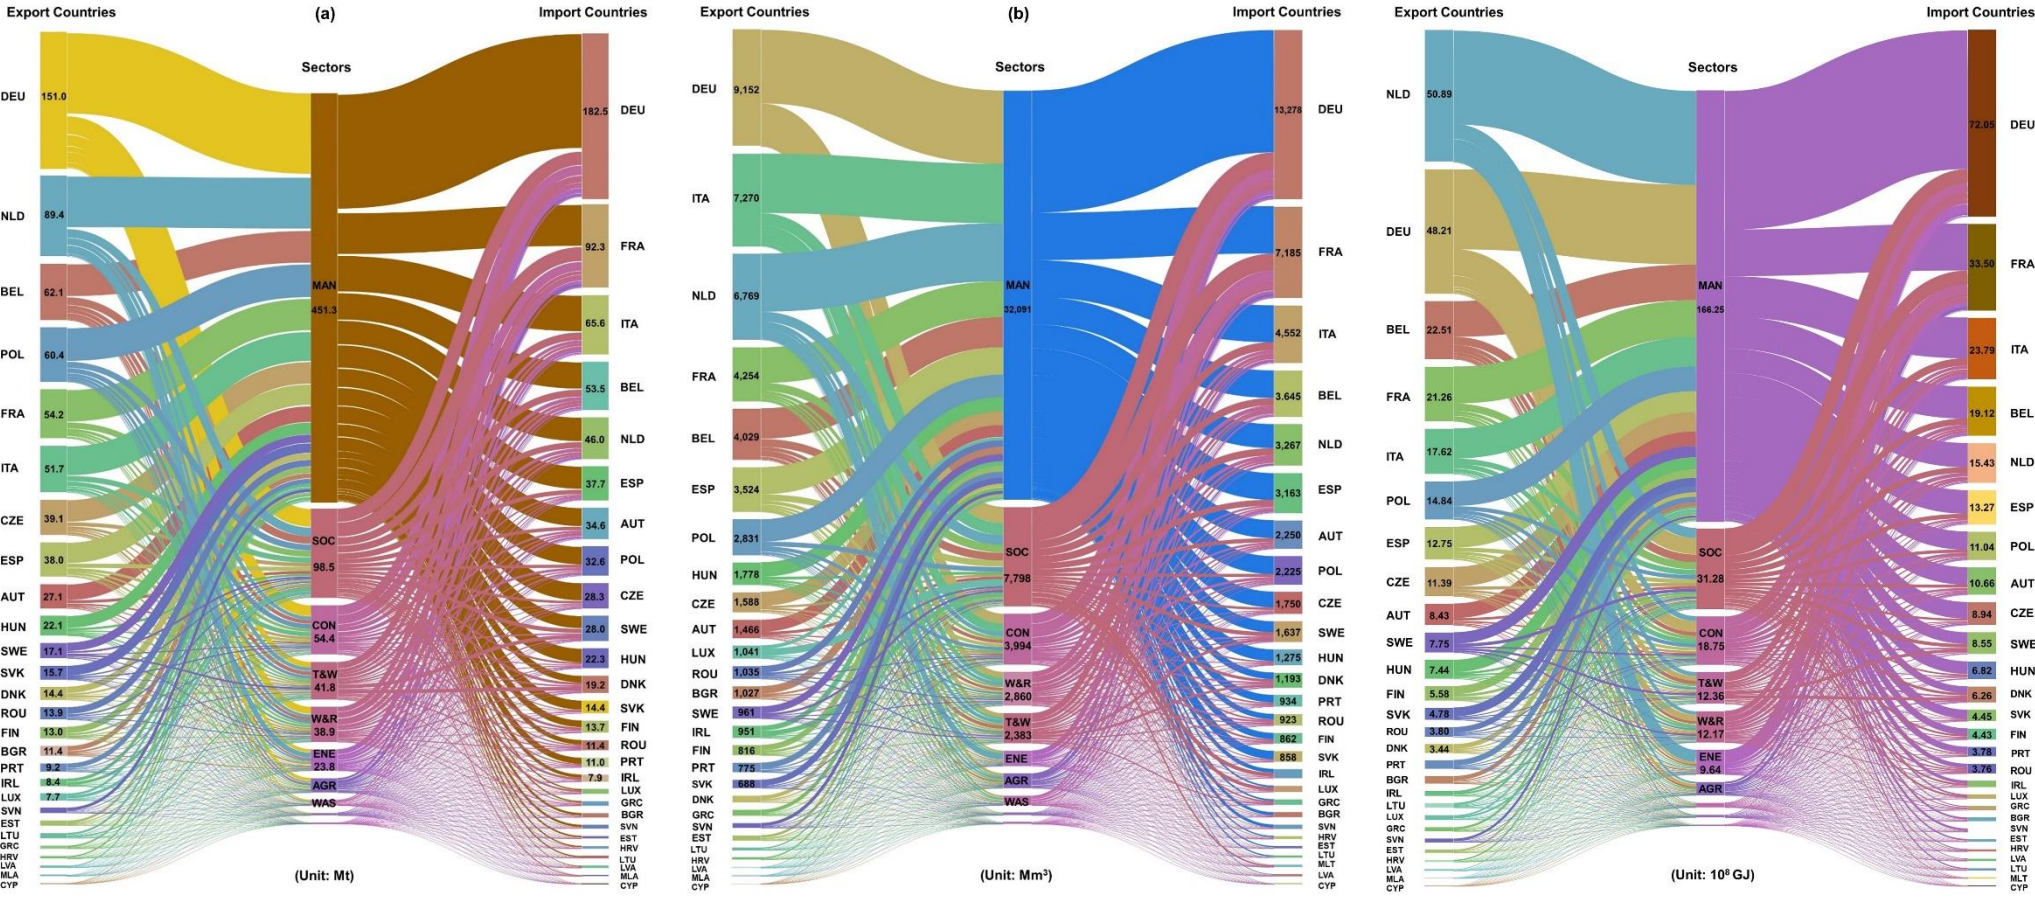 Export Countries
(a)
Import Countries
Sectors
DEU 151.0
NLD 89.4
BEL 62.1
POL 60.4
FRA 54.2
ITA 51.7
CZE 39.1
ESP 38.0
AUT 27.1
HUN 22.1
SWE 17.1
SVK 15.7
DNK 14.4
ROU 13.9
FIN 13.0
BGR 11.4
PRT 9.2
IRL 8.4
LUX 7.7
SVN
EST
LTU
GRC
HRV
LVA
MLA
CYP
MAN
451.3
SOC
98.5
CON
54.4
T&W
41.8
W&R
38.9
ENE
23.8
AGR
WAS
182.5 DEU
92.3 FRA
65.6 ITA
53.5 BEL
46.0 NLD
37.7 ESP
34.6 AUT
32.6 POL
28.3 CZE
28.0 SWE
22.3 HUN
19.2 DNK
14.4 SVK
13.7 FIN
11.4 ROU
11.0 PRT
7.9 IRL
LUX
GRC
BGR
SVN
EST
HRV
LTU
LVA
MLA
CYP
(Unit: Mt)
Export Countries
(b)
Import Countries
Sectors
DEU 9,152
ITA 7,270
NLD 6,769
FRA 4,254
BEL 4,029
ESP 3,524
POL 2,831
HUN 1,778
CZE 1,588
AUT 1,466
LUX 1,041
ROU 1,035
BGR 1,027
SWE 961
IRL 951
FIN 816
PRT 775
SVK 688
DNK
GRC
SVN
EST
LTU
HRV
LVA
MLA
CYP
MAN
32,091
SOC
7,798
CON
3,994
W&R
2,860
T&W
2,383
ENE
AGR
WAS
13,278 DEU
7,185 FRA
4,552 ITA
3.645 BEL
3,267 NLD
3,163 ESP
2,250 AUT
2,225 POL
1,750 CZE
1,637 SWE
1,275 HUN
1,193 DNK
934 PRT
923 ROU
862 FIN
858 SVK
IRL
LUX
GRC
BGR
SVN
HRV
EST
LTU
MLT
LVA
CYP
(Unit: Mm³)
Export Countries
Import Countries
Sectors
NLD 50.89
DEU 48.21
BEL 22.51
FRA 21.26
ITA 17.62
POL 14.84
ESP 12.75
CZE 11.39
AUT 8.43
SWE 7.75
HUN 7.44
FIN 5.58
SVK 4.78
ROU 3.80
DNK 3.44
PRT
BGR
IRL
LTU
LUX
GRC
SVN
EST
HRV
LVA
MLA
CYP
MAN
166.25
SOC
31.28
CON
18.75
T&W
12.36
W&R
12.17
ENE
9.64
AGR
72.05 DEU
33.50 FRA
23.79 ITA
19.12 BEL
15.43 NLD
13.27 ESP
11.04 POL
10.66 AUT
8.94 CZE
8.55 SWE
6.82 HUN
6.26 DNK
4.45 SVK
4.43 FIN
3.78 PRT
3.76 ROU
IRL
LUX
GRC
BGR
SVN
EST
HRV
LVA
LTU
MLT
CYP
(Unit: 10⁸ GJ)